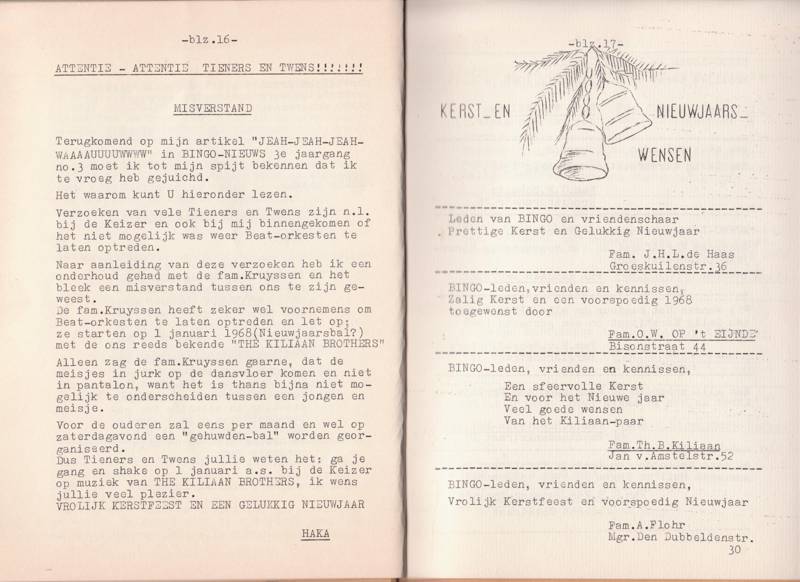 -blz.16-
ATTENTIE - ATTENTIE TIENERS EN TWENS!!!!!!!
MISVERSTAND
Terugkomend op mijn artikel "JEAH-JEAH-JEAH-
WAAAAUUUUWWWW" in BINGO-NIEUWS 3e jaargang
no.3 moet ik tot mijn spijt bekennen dat ik
te vroeg heb gejuichd.
Het waarom kunt U hieronder lezen.
Verzoeken van vele Tieners en Twens zijn n.l.
bij de Keizer en ook bij mij binnengekomen of
het niet mogelijk was weer Beat-orkesten te
laten optreden.
Naar aanleiding van deze verzoeken heb ik een
onderhoud gehad met de fam.Kruyssen en het
bleek een misverstand tussen ons te zijn ge-
weest.
De fam.Kruyssen heeft zeker wel voornemens om
Beat-orkesten te laten optreden en let op;
ze starten op 1 januari 1968(Nieuwjaarsbal?)
met de ons reeds bekende "THE KILIAAN BROTHERS"
Alleen zag de fam.Kruyssen gaarne, dat de
meisjes in jurk op de dansvloer komen en niet
in pantalon, want het is thans bijna niet mo-
gelijk te onderscheiden tussen een jongen en
meisje.
Voor de ouderen zal eens per maand en wel op
zaterdagavond een "gehuwden-bal" worden geor-
ganiseerd.
Dus Tieners en Twens jullie weten het: ga je
gang en shake op 1 januari a.s. bij de Keizer
op muziek van THE KILIAAN BROTHERS, ik wens
jullie veel plezier.
VROLIJK KERSTFEEST EN EEN GELUKKIG NIEUWJAAR
HAKA
-blz.17-
KERST_EN NIEUWJAARS_
WENSEN
Leden van BINGO en vriendenschaar
Prettige Kerst en Gelukkig Nieuwjaar
Fam. J.H.L.de Haas
Groeskuilenstr.36
BINGO-leden,vrienden en kennissen,
Zalig Kerst en een voorspoedig 1968
toegewenst door
Fam.O.W. OP 't EIJNDE
Bisonstraat 44
BINGO-leden, vrienden en kennissen,
Een sfeervolle Kerst
En voor het Nieuwe jaar
Veel goede wensen
Van het Kiliaan-paar
Fam.Th.B.Kiliaan
Jan v.Amstelstr.52
BINGO-leden, vrienden en kennissen,
Vrolijk Kerstfeest en voorspoedig Nieuwjaar
Fam.A.Flohr
Mgr.Den Dubbeldenstr.
30